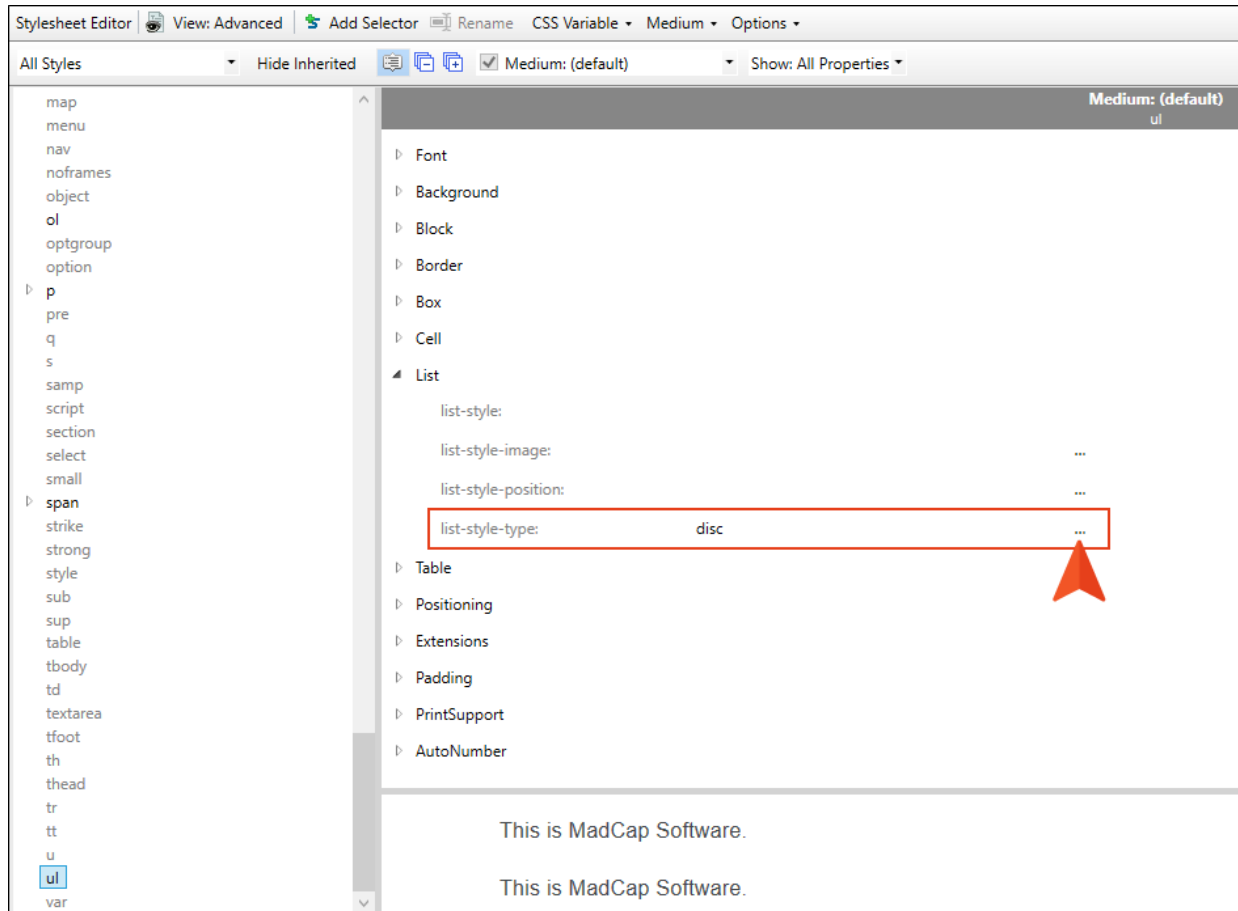 Stylesheet Editor View: Advanced Add Selector Rename CSS Variable Medium Options
All Styles Hide Inherited Medium: (default) Show: All Properties
map
menu
nav
noframes
object
ol
optgroup
option
p
pre
q
s
samp
script
section
select
small
span
strike
strong
style
sub
sup
table
tbody
td
textarea
tfoot
th
thead
tr
tt
u
ul
var
Medium: (default)
ul
Font
Background
Block
Border
Box
Cell
List
list-style:
list-style-image: ...
list-style-position: ...
list-style-type: disc ...
Table
Positioning
Extensions
Padding
PrintSupport
AutoNumber
This is MadCap Software.
This is MadCap Software.